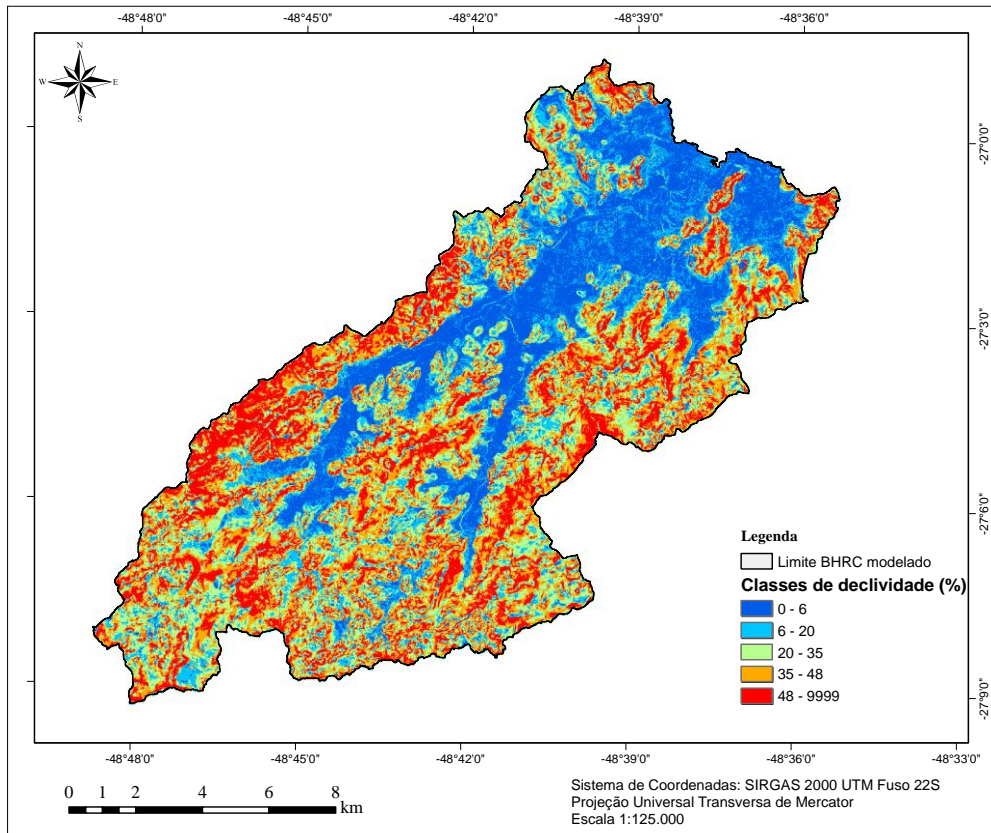 -48°48'0" -48°45'0" -48°42'0" -48°39'0" -48°36'0"
N
W E
S
-27°0'0"
-27°3'0"
-27°6'0"
-27°9'0"
Legenda
Limite BHRC modelado
Classes de declividade (%)
0 - 6
6 - 20
20 - 35
35 - 48
48 - 9999
-48°48'0" -48°45'0" -48°42'0" -48°39'0" -48°36'0" -48°33'0"
0 1 2 4 6 8
km
Sistema de Coordenadas: SIRGAS 2000 UTM Fuso 22S
Projeção Universal Transversa de Mercator
Escala 1:125.000